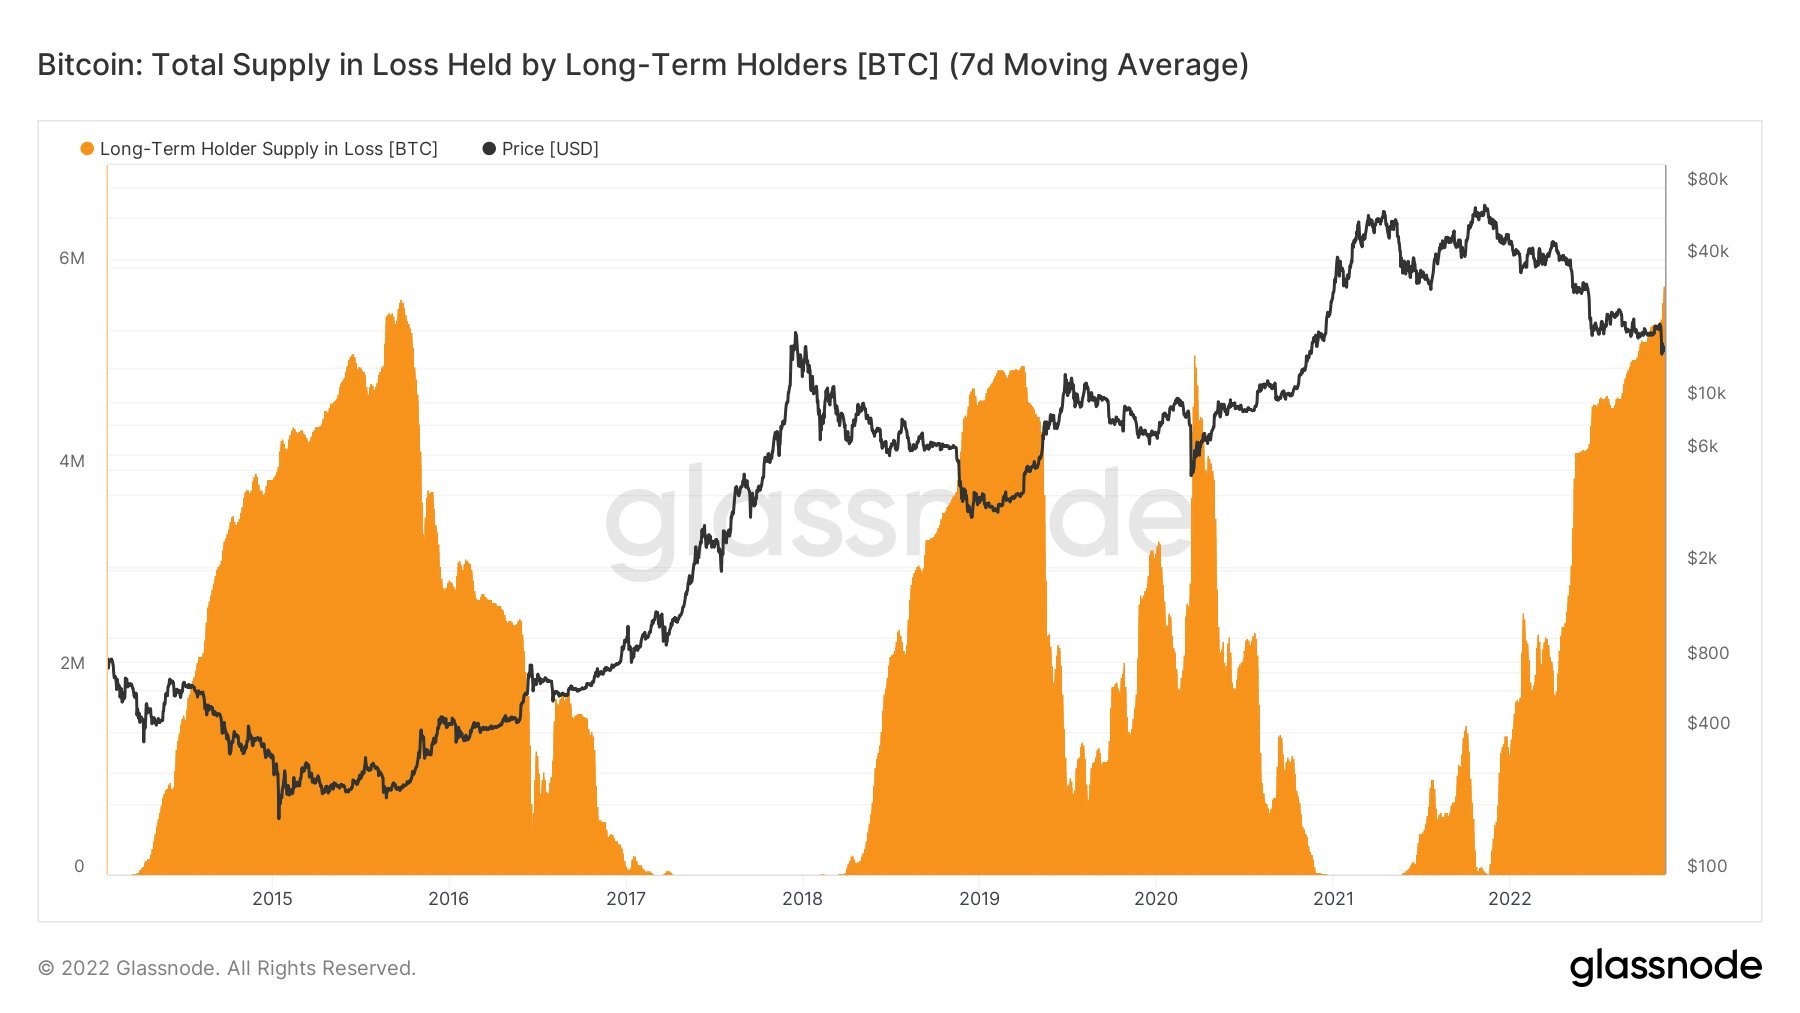 Bitcoin: Total Supply in Loss Held by Long-Term Holders [BTC] (7d Moving Average)
Long-Term Holder Supply in Loss [BTC] Price [USD]
$80k
6M
$40k
$10k
4M
$6k
glassnode
$2k
2M
$800
$400
0
$100
2015 2016 2017 2018 2019 2020 2021 2022
© 2022 Glassnode. All Rights Reserved.
glassnode